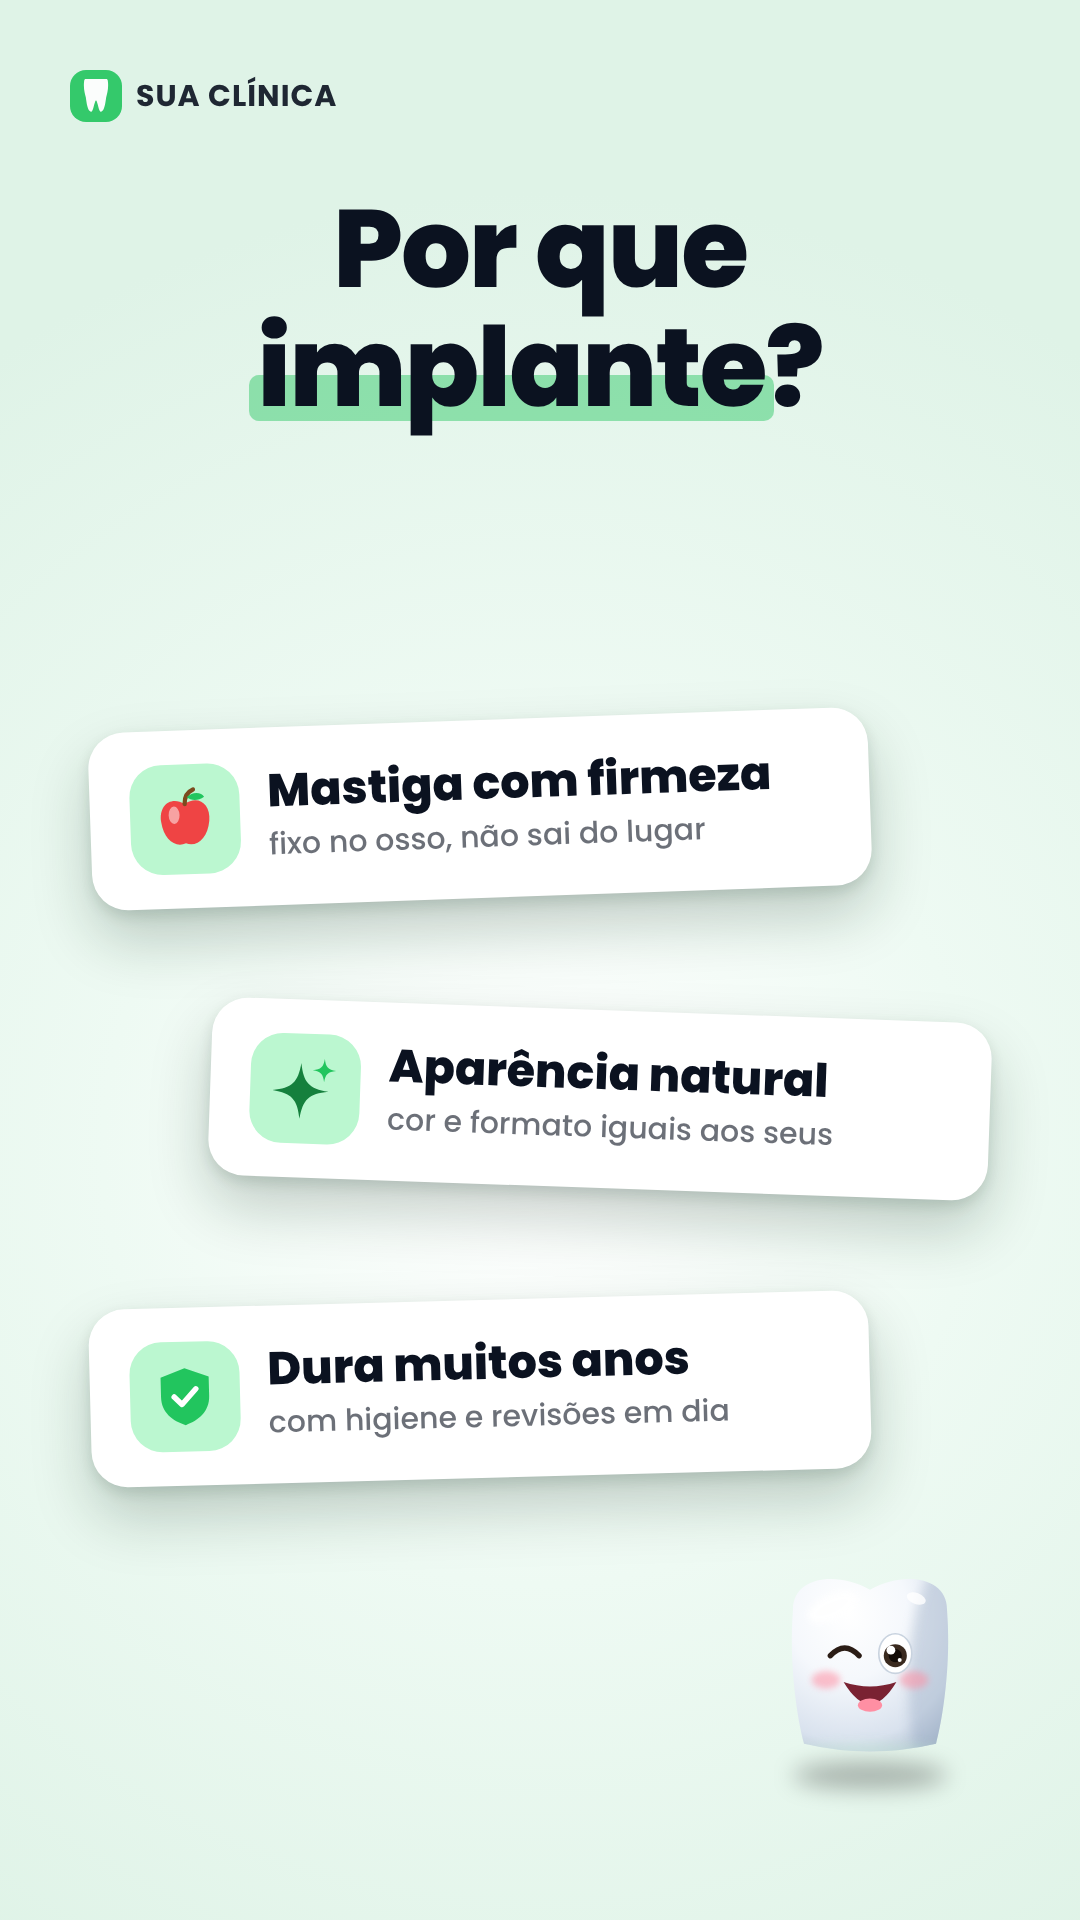 SUA CLÍNICA
Por que
implante?
Mastiga com firmeza
fixo no osso, não sai do lugar
Aparência natural
cor e formato iguais aos seus
Dura muitos anos
com higiene e revisões em dia